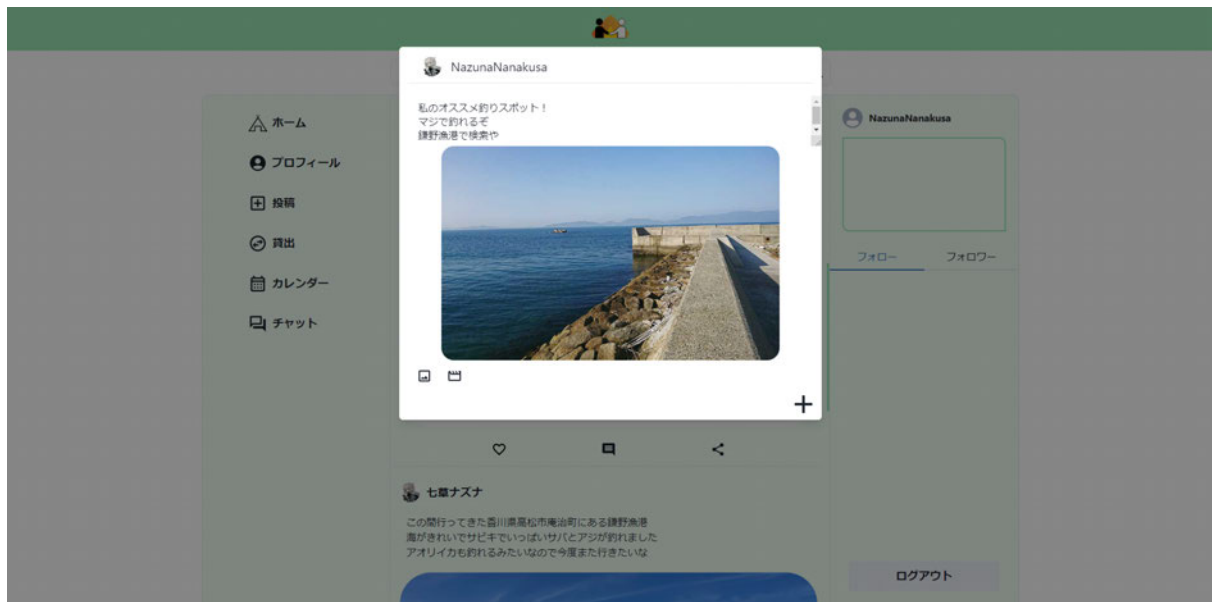 NazunaNanakusa
私のオススメ釣りスポット！
マジで釣れるぞ
鎌野漁港で検索や
ホーム
プロフィール
投稿
貸出
カレンダー
チャット
NazunaNanakusa
フォロー
フォロワー
七草ナズナ
この間行ってきた香川県高松市庵治町にある鎌野漁港
海がきれいでサビキでいっぱいサバとアジが釣れました
アオリイカも釣れるみたいなので今度また行きたいな
ログアウト